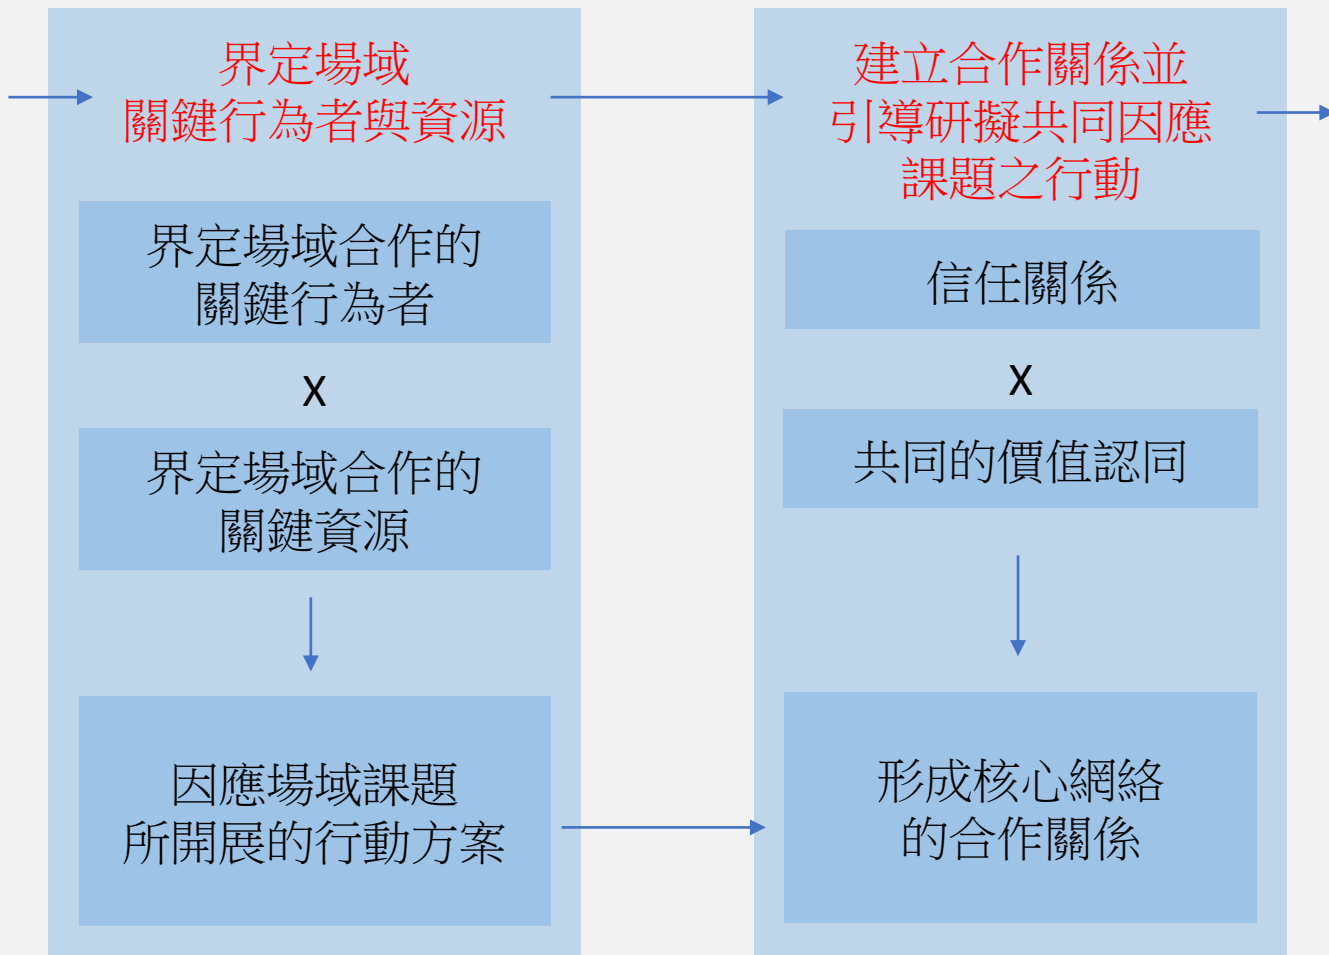 界定場域
關鍵行為者與資源
界定場域合作的
關鍵行為者
X
界定場域合作的
關鍵資源
因應場域課題
所開展的行動方案
建立合作關係並
引導研擬共同因應
課題之行動
信任關係
X
共同的價值認同
形成核心網絡
的合作關係